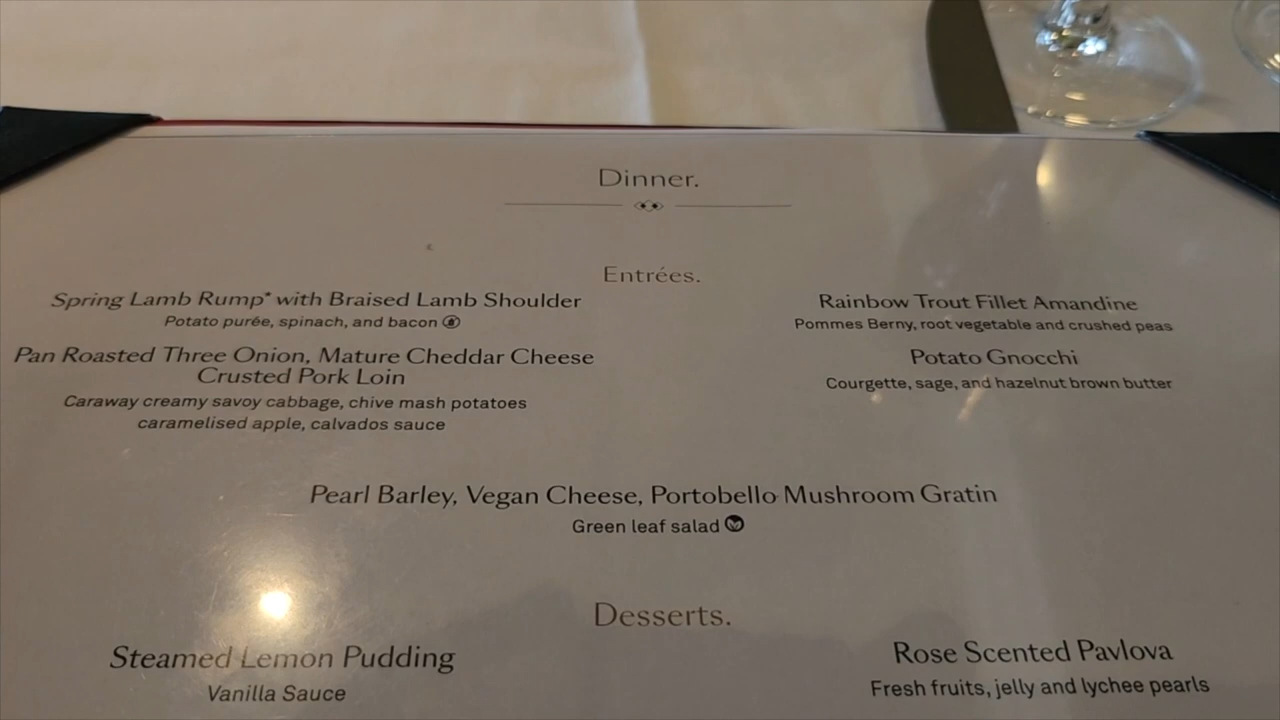 Dinner.
Entrées.
Spring Lamb Rump* with Braised Lamb Shoulder
Potato purée, spinach, and bacon
Pan Roasted Three Onion, Mature Cheddar Cheese
Crusted Pork Loin
Caraway creamy savoy cabbage, chive mash potatoes
caramelised apple, calvados sauce
Rainbow Trout Fillet Amandine
Pommes Berny, root vegetable and crushed peas
Potato Gnocchi
Courgette, sage, and hazelnut brown butter
Pearl Barley, Vegan Cheese, Portobello Mushroom Gratin
Green leaf salad
Desserts.
Steamed Lemon Pudding
Vanilla Sauce
Rose Scented Pavlova
Fresh fruits, jelly and lychee pearls